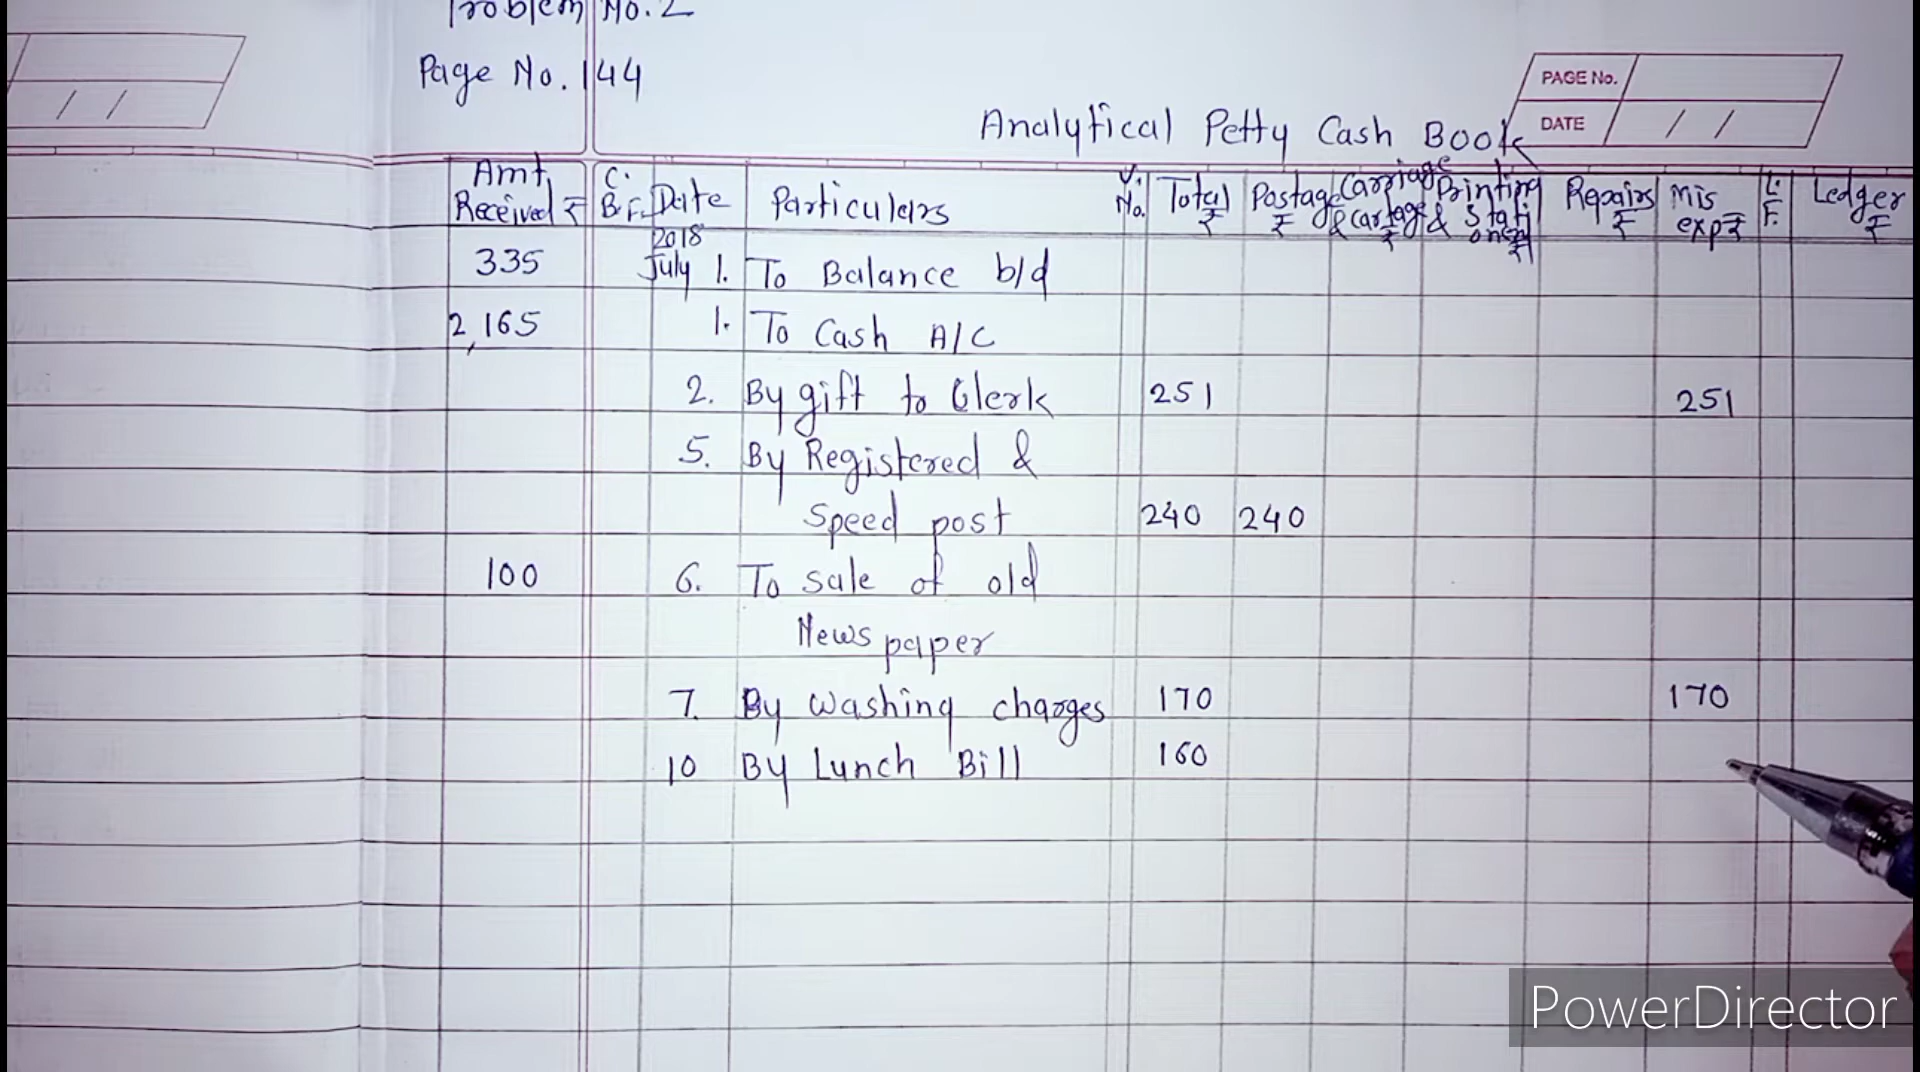 Problem No. 2
Page No. 144
PAGE No.
DATE / /
/ /
Analytical Petty Cash Book
Amt Received ₹ C.B.F. Date Particulars V. No. Total ₹ Postage ₹ Carriage & cartage ₹ Printing & Stationery ₹ Repairs ₹ Mis exp ₹ L.F. Ledger ₹
2018
335 July 1. To Balance b/d
2,165 1. To Cash A/C
2. By gift to Clerk 251 251
5. By Registered &
Speed post 240 240
100 6. To sale of old
News paper
7. By Washing charges 170 170
10 By Lunch Bill 160
PowerDirector